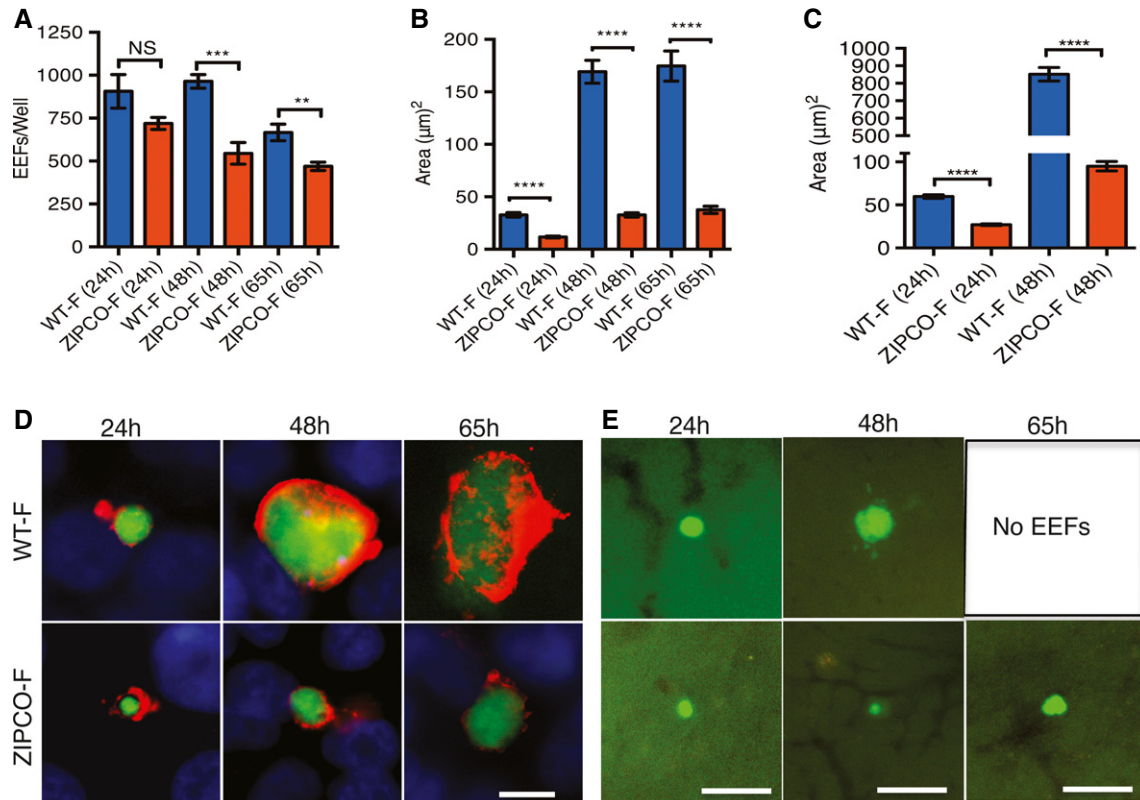 A
EEFs/Well
1250
1000
750
500
250
0
NS
***
**
WT-F (24h)
ZIPCO-F (24h)
WT-F (48h)
ZIPCO-F (48h)
WT-F (65h)
ZIPCO-F (65h)
B
Area (µm)²
200
150
100
50
0
****
****
****
WT-F (24h)
ZIPCO-F (24h)
WT-F (48h)
ZIPCO-F (48h)
WT-F (65h)
ZIPCO-F (65h)
C
Area (µm)²
1000
900
800
700
600
500
100
50
0
****
****
WT-F (24h)
ZIPCO-F (24h)
WT-F (48h)
ZIPCO-F (48h)
D
24h
48h
65h
WT-F
ZIPCO-F
E
24h
48h
65h
No EEFs